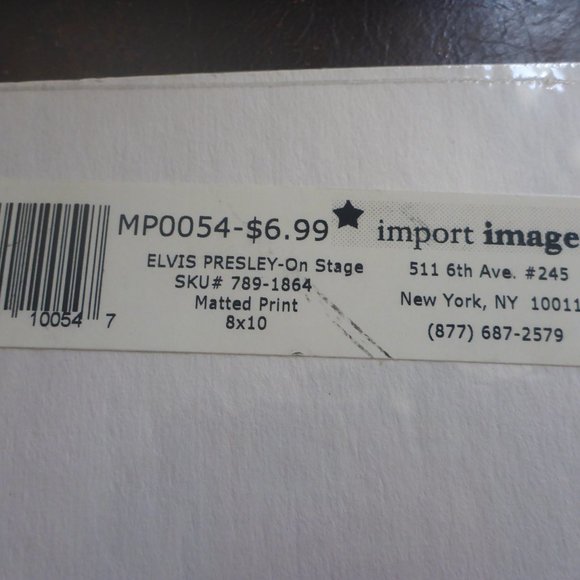 10054 7
MP0054-$6.99
ELVIS PRESLEY-On Stage
SKU# 789-1864
Matted Print
8x10
import image
511 6th Ave. #245
New York, NY 10011
(877) 687-2579